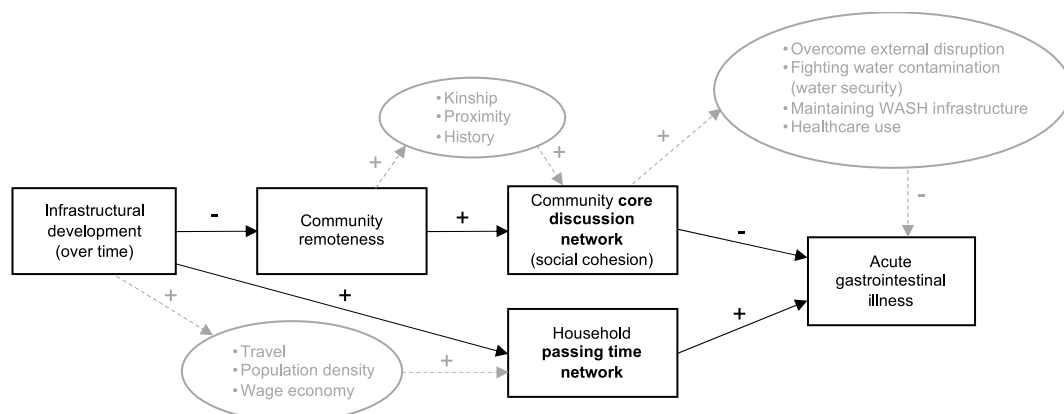 • Overcome external disruption
• Fighting water contamination
(water security)
• Maintaining WASH infrastructure
• Healthcare use
• Kinship
• Proximity
• History
+
+
+
-
Infrastructural
development
(over time)
-
Community
remoteness
+
Community core
discussion
network
(social cohesion)
-
Acute
gastrointestinal
illness
+
+
+
Household
passing time
network
+
• Travel
• Population density
• Wage economy